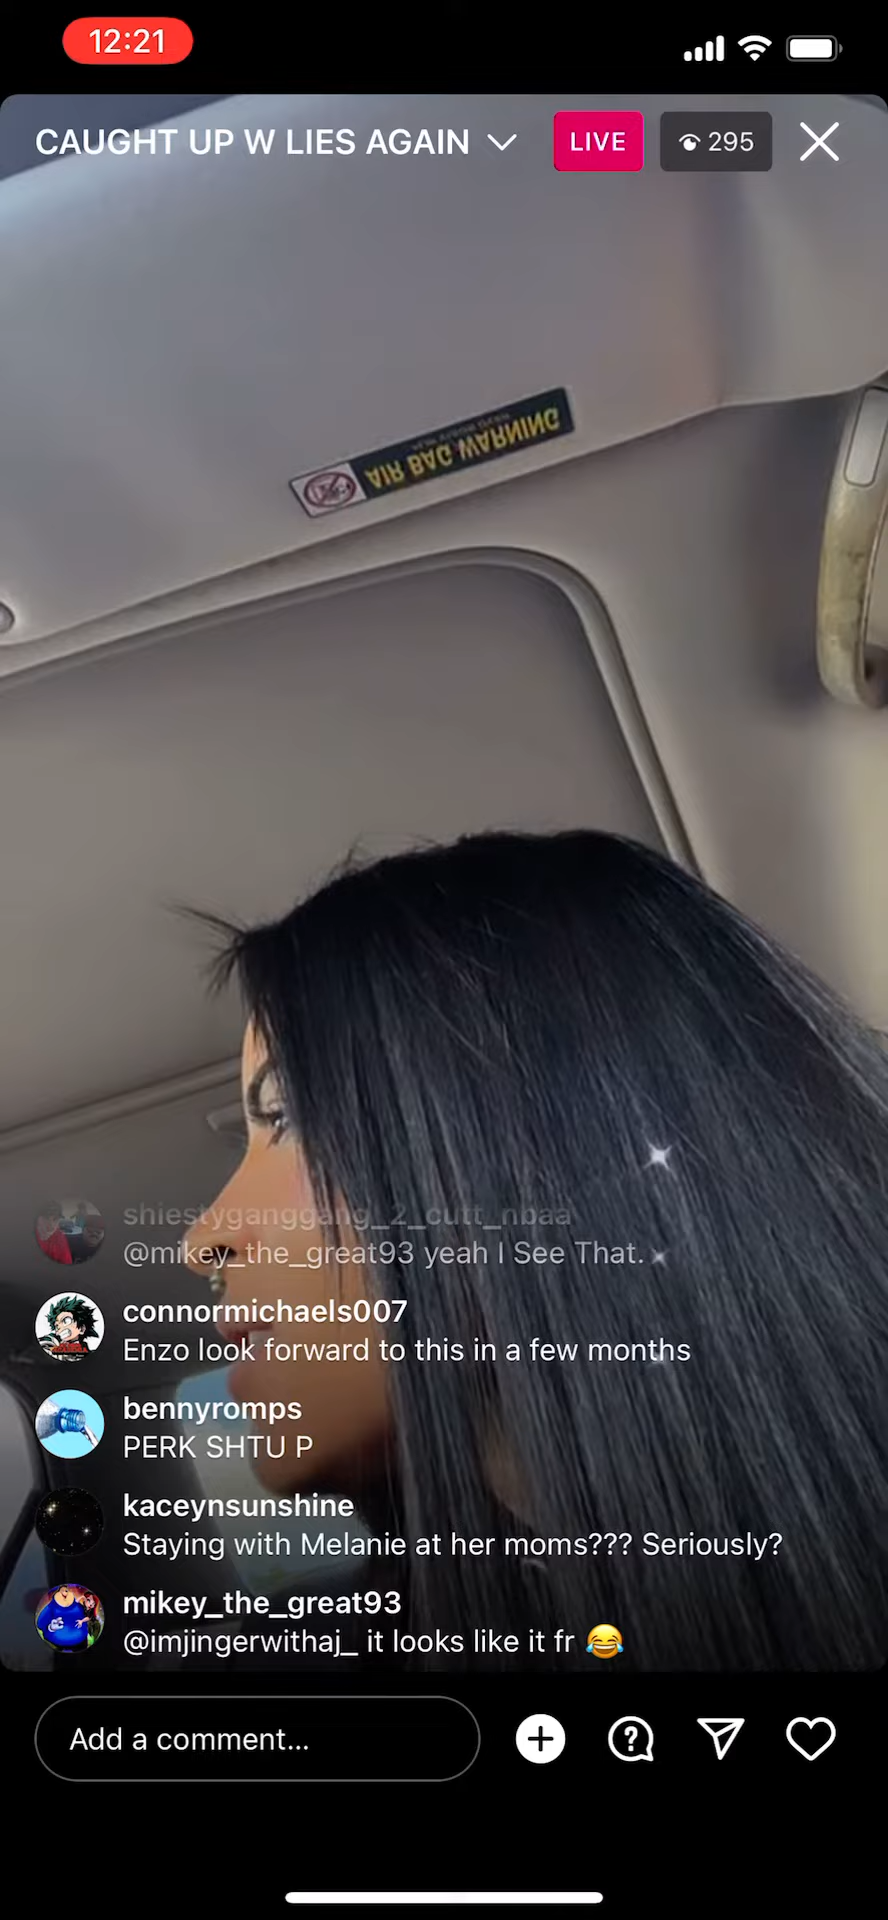 12:21
CAUGHT UP W LIES AGAIN
LIVE
295
AIR BAG WARNING
shiestyganggang_2_cutt_nbaa
@mikey_the_great93 yeah I See That.
connormichaels007
Enzo look forward to this in a few months
bennyromps
PERK SHTU P
kaceynsunshine
Staying with Melanie at her moms??? Seriously?
mikey_the_great93
@imjingerwithaj_ it looks like it fr 😂
Add a comment...